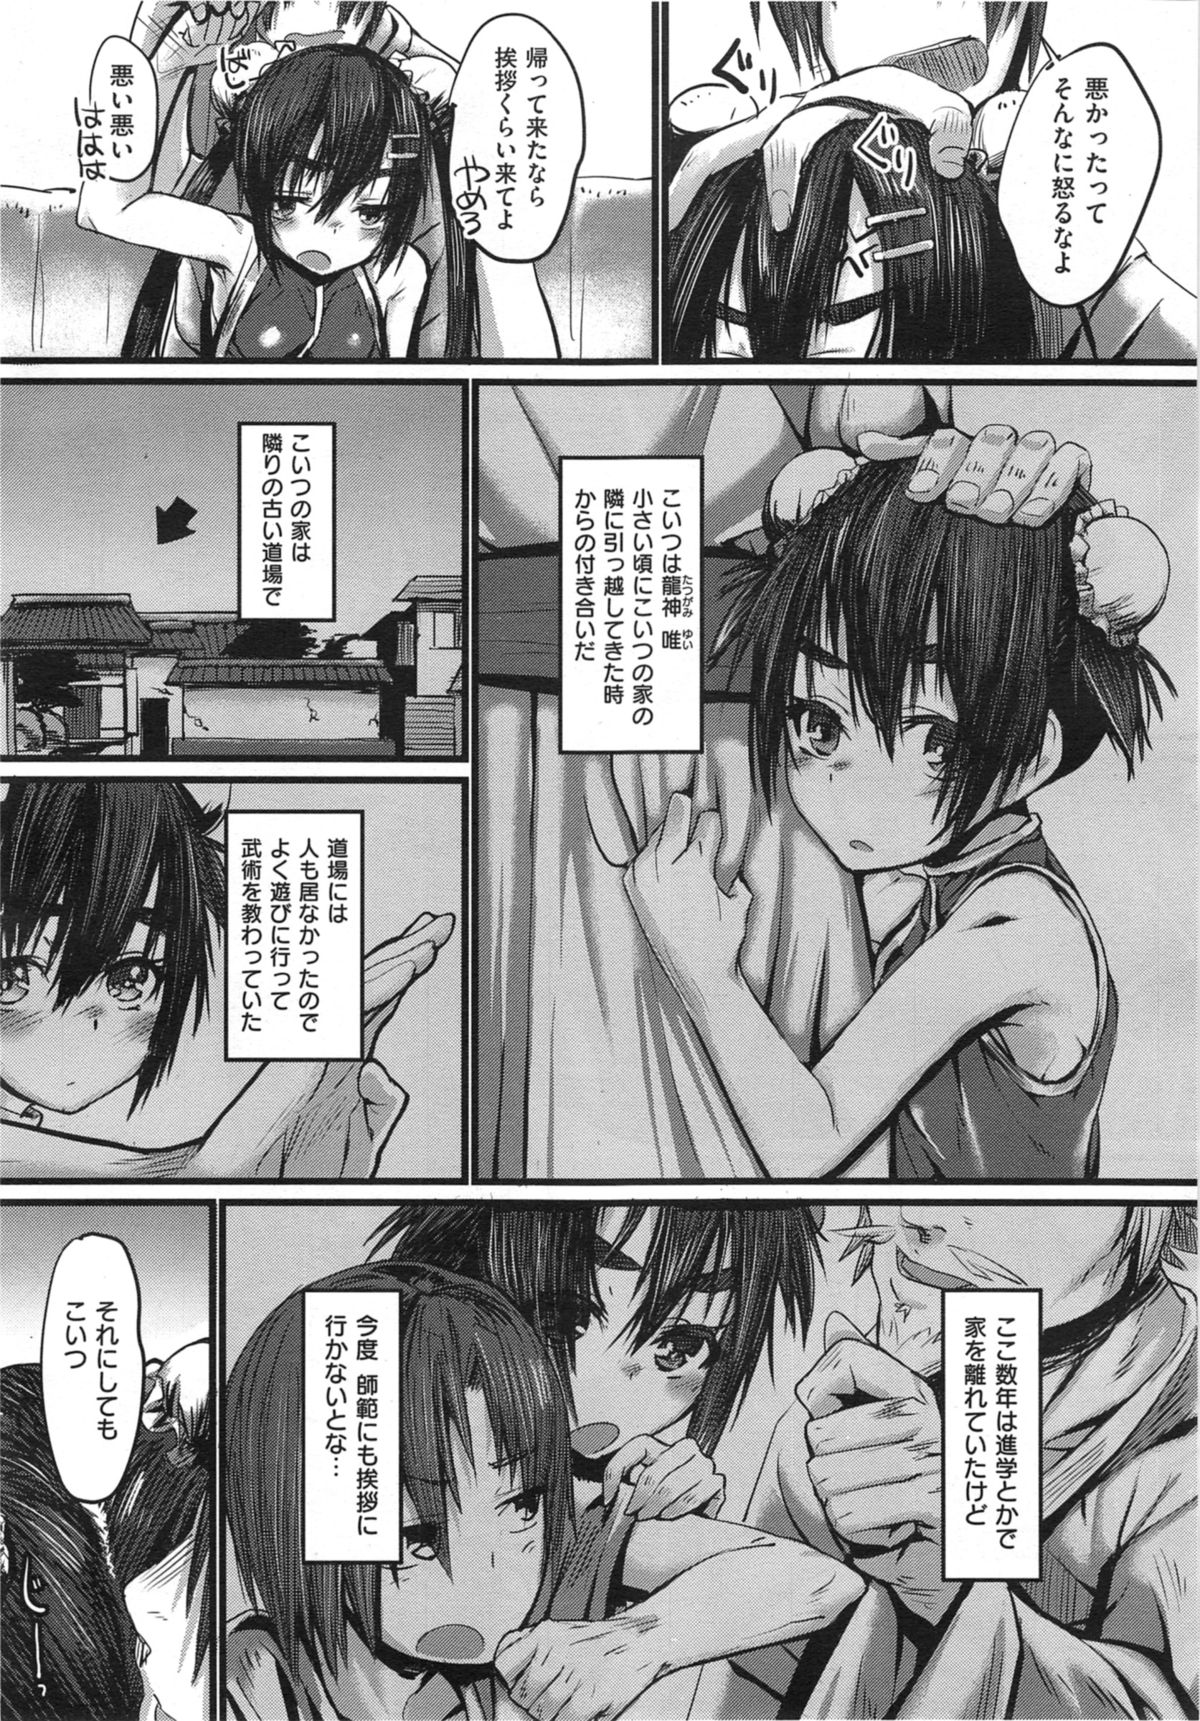 悪かったって
そんなに怒るなよ
ぐり
ぐ
帰って来たなら
挨拶くらい来てよ
やめろ
悪い悪い
ははは
こいつは龍神 唯
たつがみ ゆい
小さい頃にこいつの家の
隣に引っ越してきた時
からの付き合いだ
こいつの家は
隣りの古い道場で
道場には
人も居なかったので
よく遊びに行って
武術を教わっていた
ここ数年は進学とかで
家を離れていたけど
今度 師範にも挨拶に
行かないとな…
それにしても
こいつ